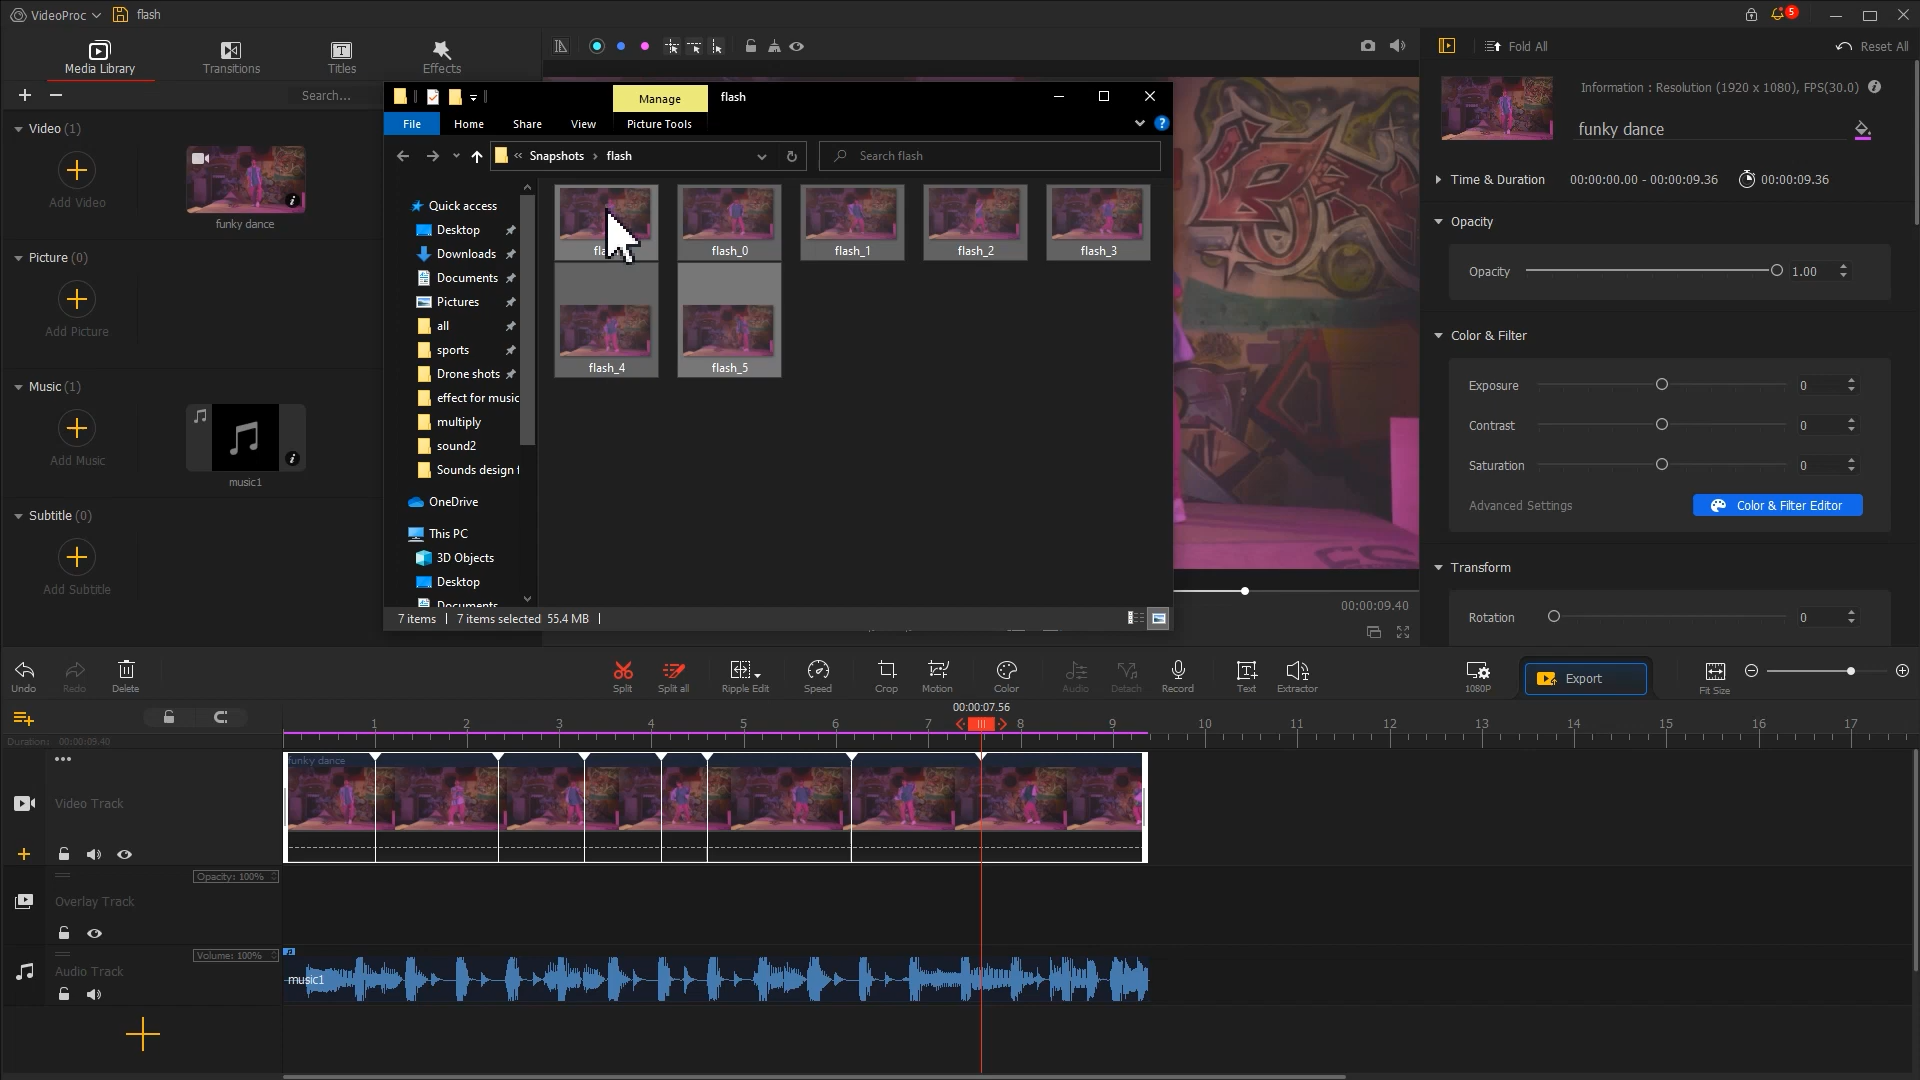 VideoProc
flash
5
Media Library
Transitions
Titles
Effects
Search...
Video (1)
Add Video
funky dance
Picture (0)
Add Picture
Music (1)
Add Music
music1
Subtitle (0)
Add Subtitle
Manage
flash
File
Home
Share
View
Picture Tools
« Snapshots › flash
Search flash
Quick access
Desktop
Downloads
Documents
Pictures
all
sports
Drone shots
effect for music
multiply
sound2
Sounds design f
OneDrive
This PC
3D Objects
Desktop
Documents
flash_0
flash_1
flash_2
flash_3
flash_4
flash_5
7 items
7 items selected 55.4 MB
00:00:09.40
Fold All
Reset All
Information : Resolution (1920 x 1080), FPS(30.0)
funky dance
Time & Duration
00:00:00.00 - 00:00:09.36
00:00:09.36
Opacity
Opacity
1.00
Color & Filter
Exposure
0
Contrast
0
Saturation
0
Advanced Settings
Color & Filter Editor
Transform
Rotation
0
Undo
Redo
Delete
Split
Split all
Ripple Edit
Speed
Crop
Motion
Color
Audio
Detach
Record
Text
Extractor
1080P
Export
Fit Size
00:00:07.56
1 2 3 4 5 6 7 8 9 10 11 12 13 14 15 16 17
Duration: 00:00:09.40
funky dance
Video Track
Opacity: 100%
Overlay Track
Volume: 100%
Audio Track
music1